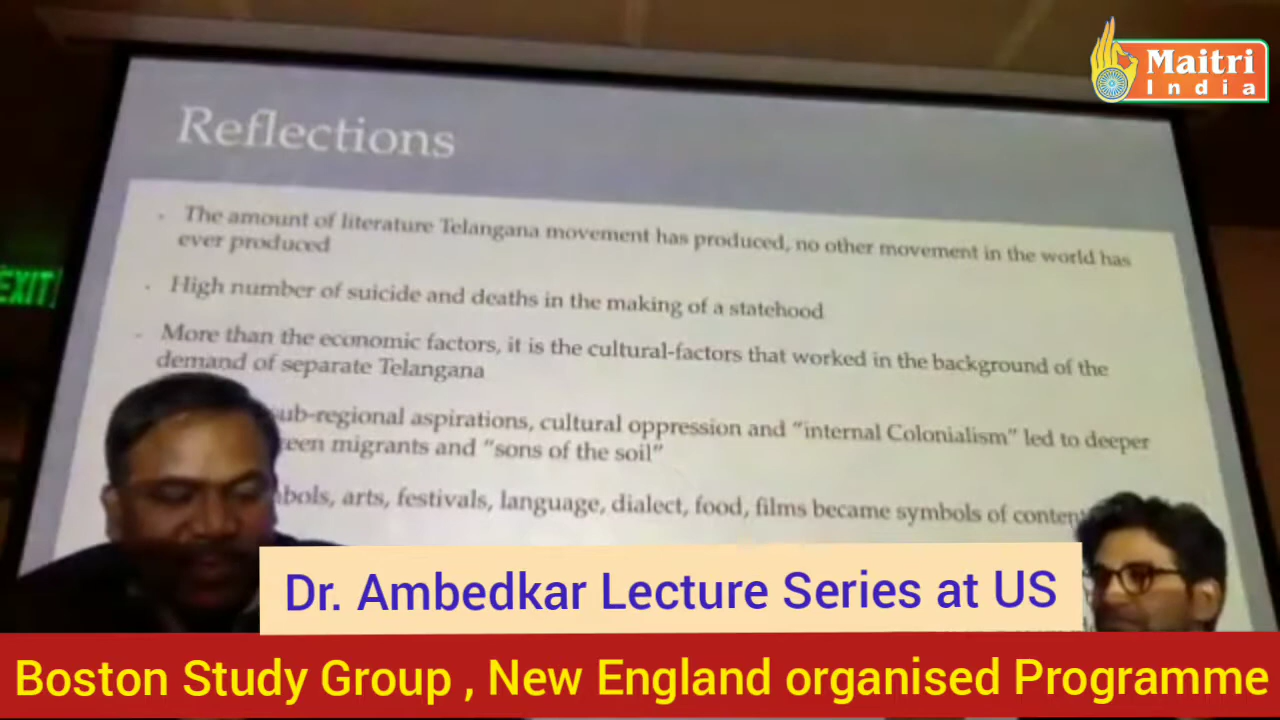 Maitri
India
Reflections
EXIT
The amount of literature Telangana movement has produced, no other movement in the world has
ever produced
High number of suicide and deaths in the making of a statehood
More than the economic factors, it is the cultural-factors that worked in the background of the
demand of separate Telangana
sub-regional aspirations, cultural oppression and "internal Colonialism" led to deeper
migrants and "sons of the soil"
arts, festivals, language, dialect, food, films became symbols of
Dr. Ambedkar Lecture Series at US
Boston Study Group , New England organised Programme